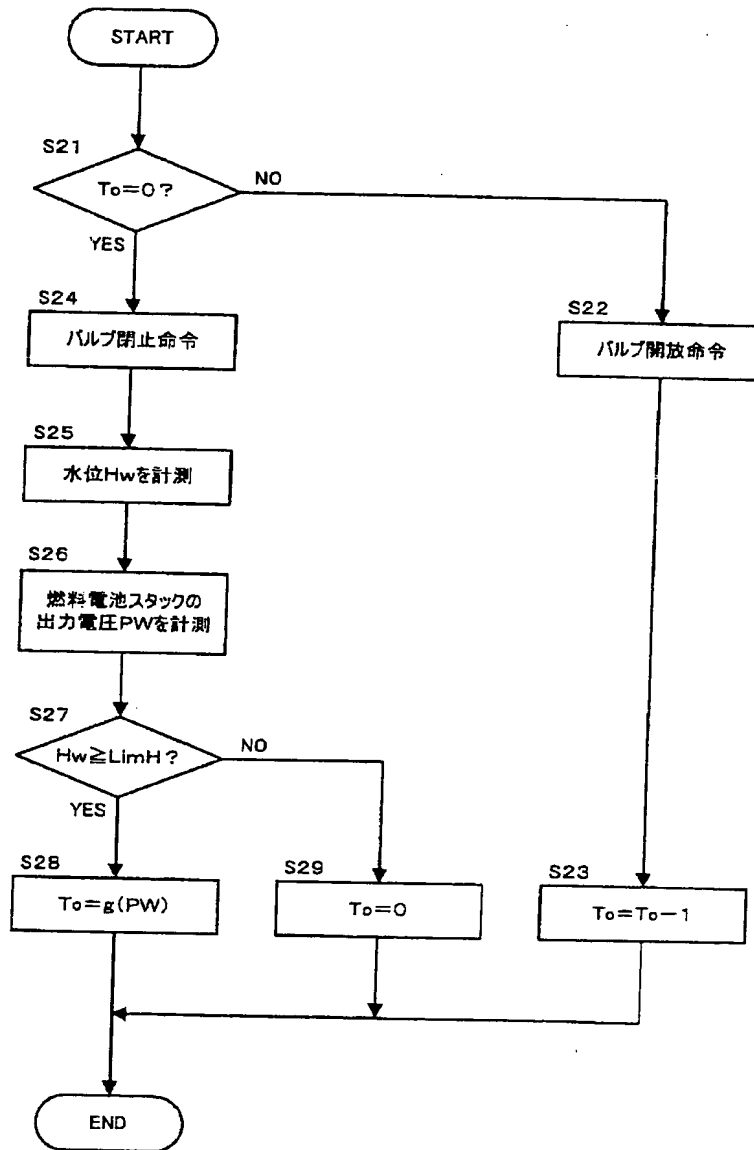 START
S21
To=0?
NO
YES
S24
バルブ閉止命令
S22
バルブ開放命令
S25
水位Hwを計測
S26
燃料電池スタックの
出力電圧PWを計測
S27
Hw≧LimH?
NO
YES
S28
To=g(PW)
S29
To=0
S23
To=To-1
END